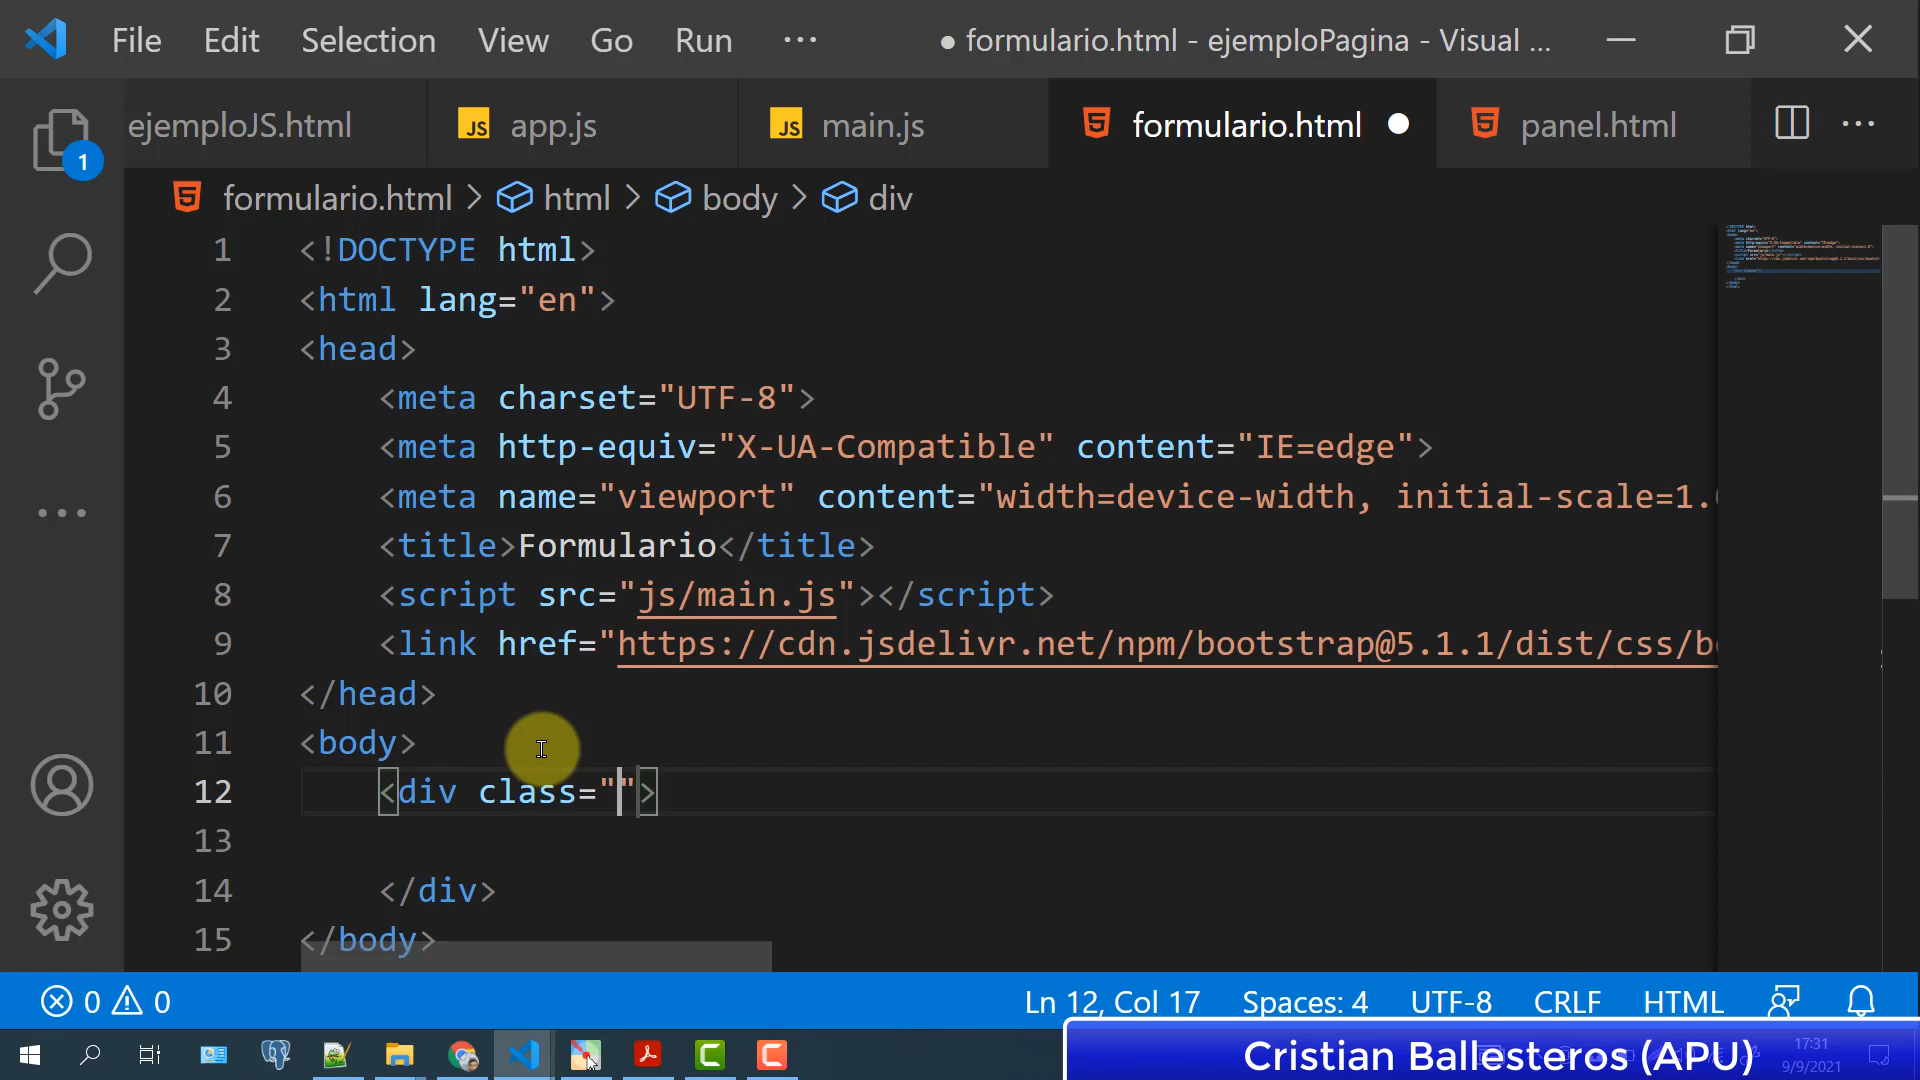 File Edit Selection View Go Run ··· ● formulario.html - ejemploPagina - Visual ...
ejemploJS.html JS app.js JS main.js formulario.html ● panel.html ···
1
formulario.html > html > body > div
1 <!DOCTYPE html>
2 <html lang="en">
3 <head>
4 <meta charset="UTF-8">
5 <meta http-equiv="X-UA-Compatible" content="IE=edge">
6 <meta name="viewport" content="width=device-width, initial-scale=1.
7 <title>Formulario</title>
8 <script src="js/main.js"></script>
9 <link href="https://cdn.jsdelivr.net/npm/bootstrap@5.1.1/dist/css/bo
10 </head>
11 <body>
12 <div class="">
13
14 </div>
15 </body>
0 0 Ln 12, Col 17 Spaces: 4 UTF-8 CRLF HTML
Cristian Ballesteros (APU)
17:31
9/9/2021